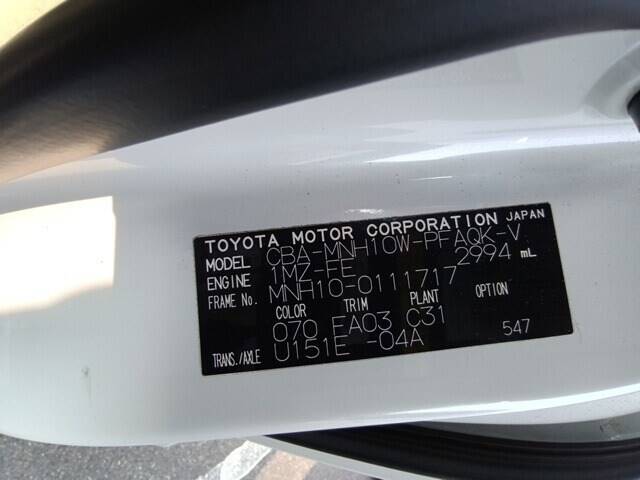 TOYOTA MOTOR CORPORATION JAPAN
MODEL CBA-MNH10W-PFAQK-V
ENGINE 1MZ-FE 2994 mL
FRAME No. MNH10-0111717
COLOR TRIM PLANT OPTION
070 FA03 C31
TRANS./AXLE U151E -04A 547